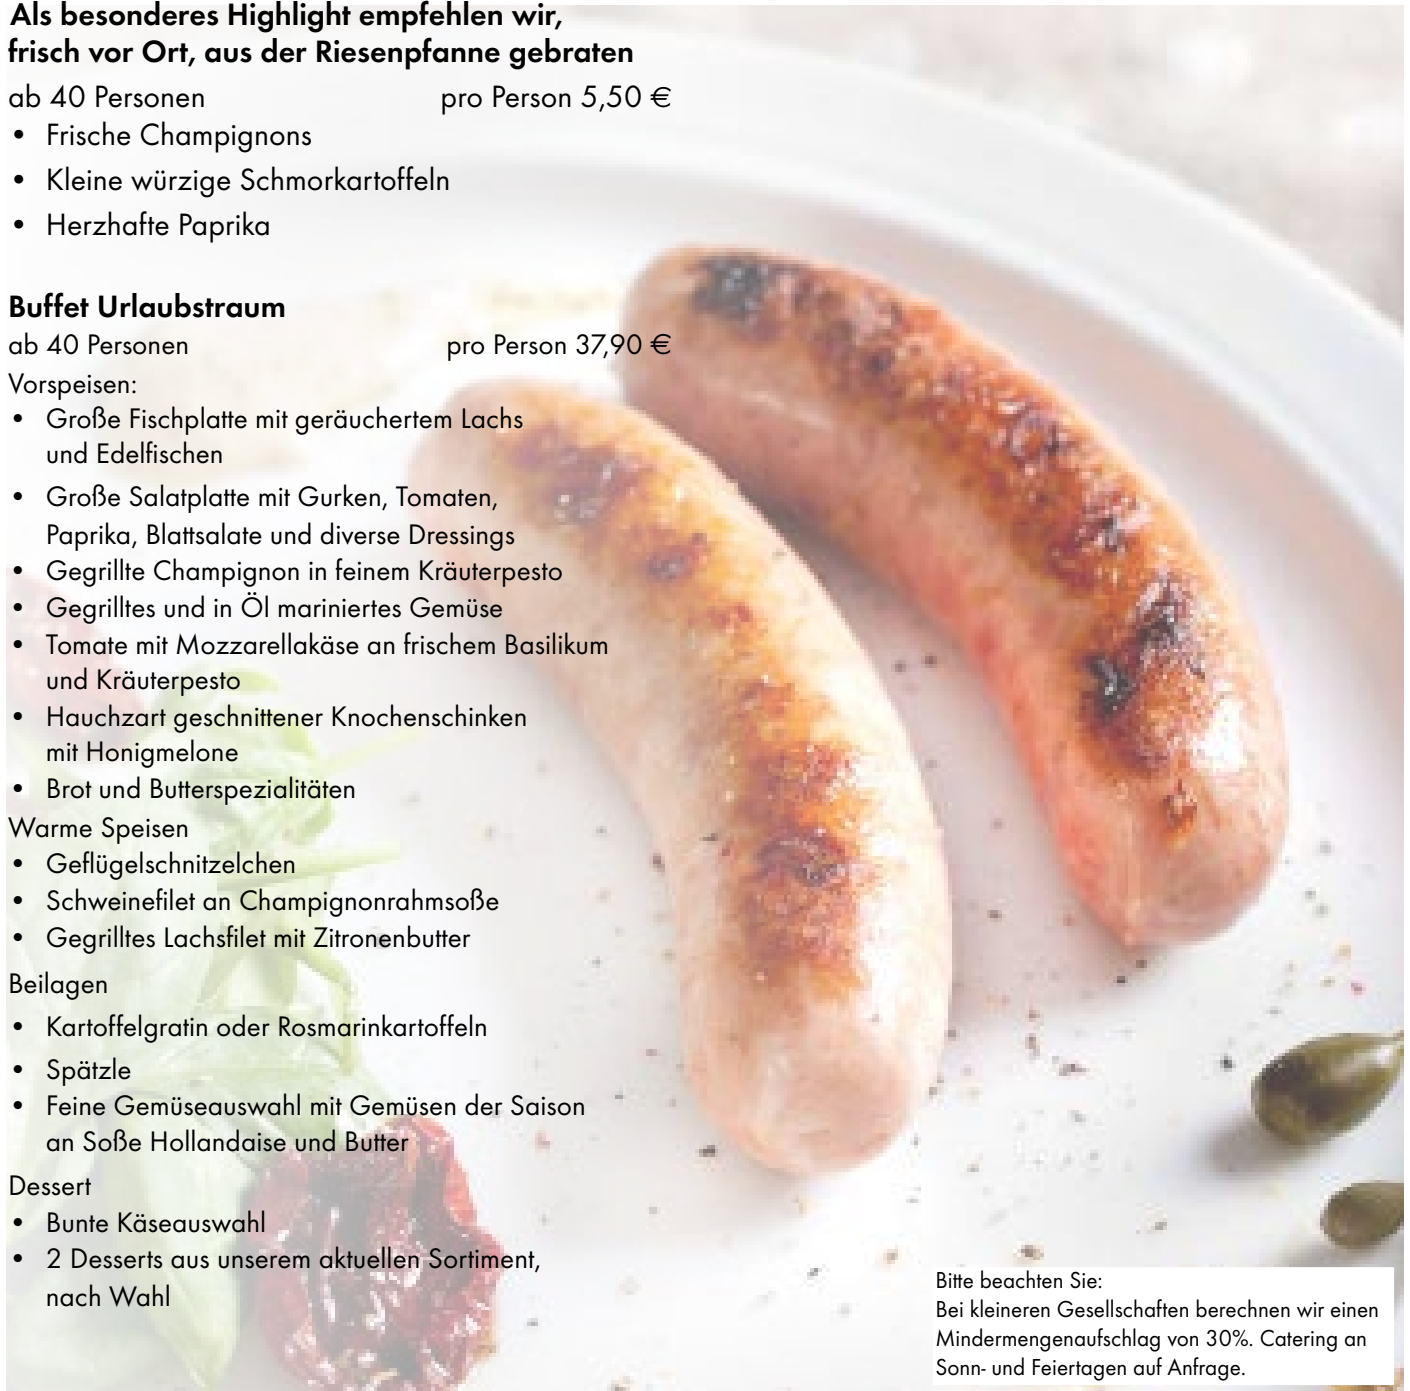 Als besonderes Highlight empfehlen wir,
frisch vor Ort, aus der Riesenpfanne gebraten
ab 40 Personen pro Person 5,50 €
• Frische Champignons
• Kleine würzige Schmorkartoffeln
• Herzhafte Paprika
Buffet Urlaubstraum
ab 40 Personen pro Person 37,90 €
Vorspeisen:
• Große Fischplatte mit geräuchertem Lachs
und Edelfischen
• Große Salatplatte mit Gurken, Tomaten,
Paprika, Blattsalate und diverse Dressings
• Gegrillte Champignon in feinem Kräuterpesto
• Gegrilltes und in Öl mariniertes Gemüse
• Tomate mit Mozzarellakäse an frischem Basilikum
und Kräuterpesto
• Hauchzart geschnittener Knochenschinken
mit Honigmelone
• Brot und Butterspezialitäten
Warme Speisen
• Geflügelschnitzelchen
• Schweinefilet an Champignonrahmsoße
• Gegrilltes Lachsfilet mit Zitronenbutter
Beilagen
• Kartoffelgratin oder Rosmarinkartoffeln
• Spätzle
• Feine Gemüseauswahl mit Gemüsen der Saison
an Soße Hollandaise und Butter
Dessert
• Bunte Käseauswahl
• 2 Desserts aus unserem aktuellen Sortiment,
nach Wahl
Bitte beachten Sie:
Bei kleineren Gesellschaften berechnen wir einen
Mindermengenaufschlag von 30%. Catering an
Sonn- und Feiertagen auf Anfrage.